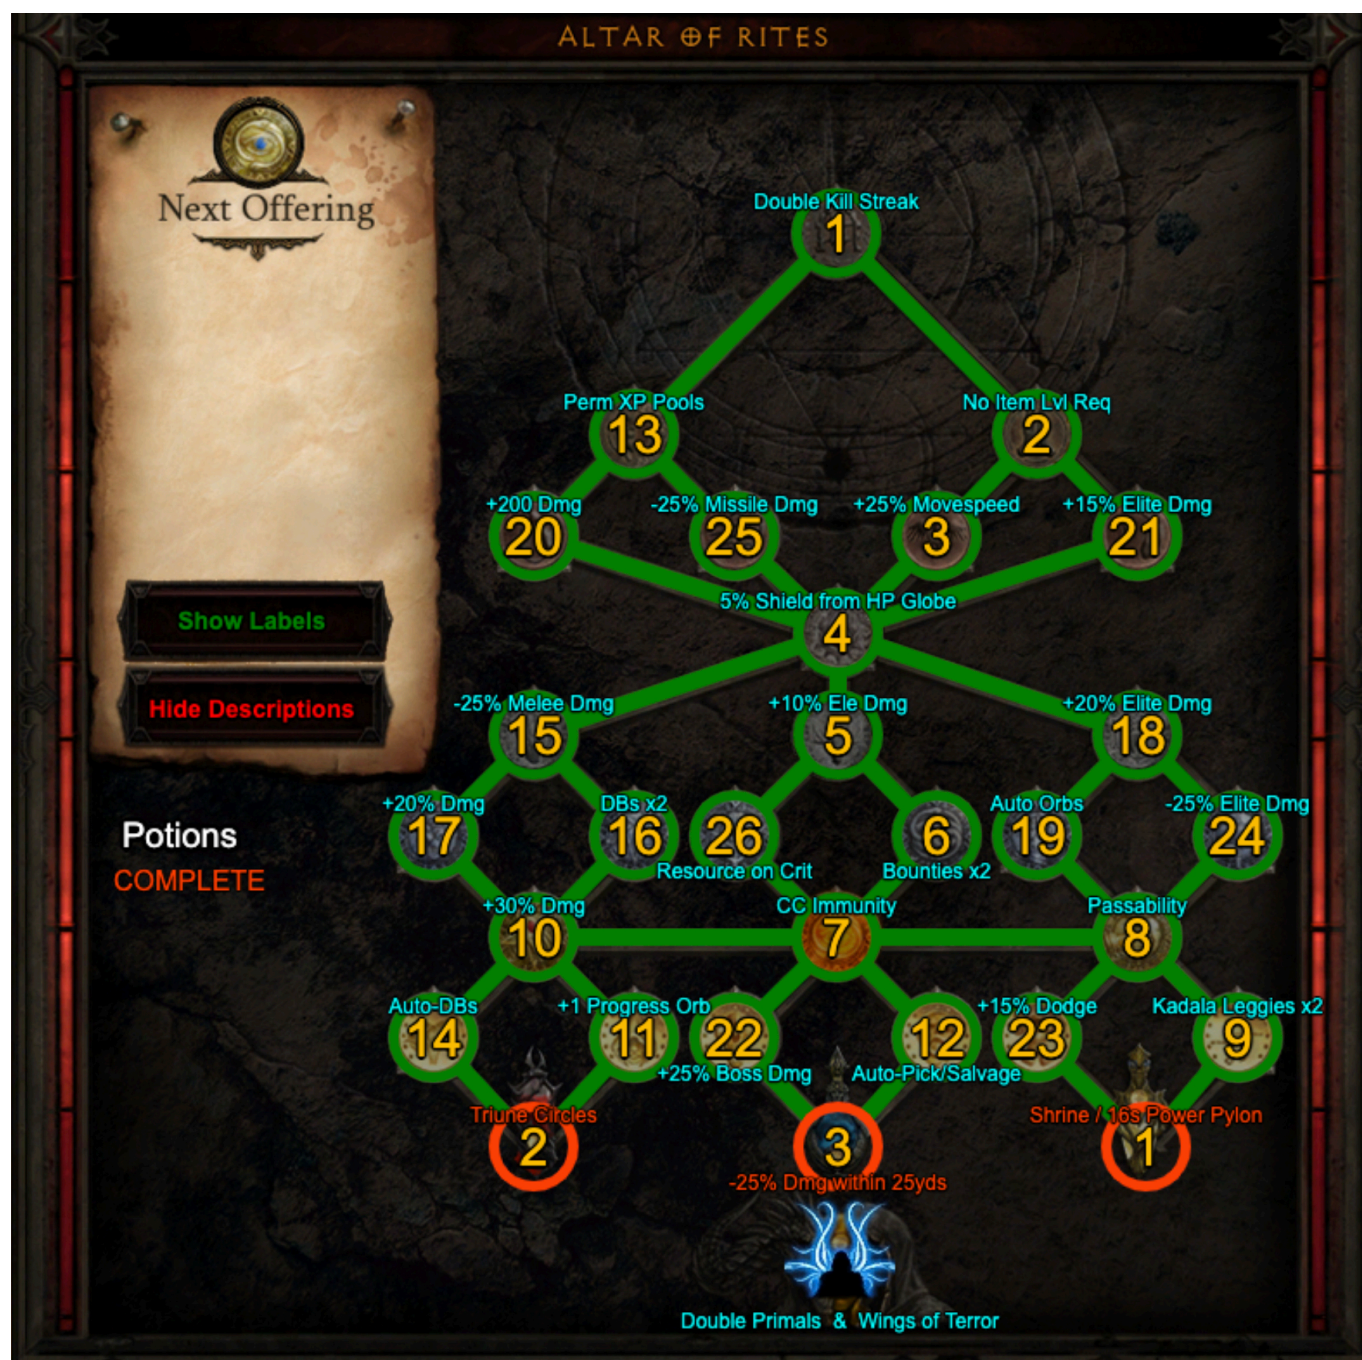 ALTAR OF RITES
Next Offering
Show Labels
Hide Descriptions
Potions
COMPLETE
Double Kill Streak
1
Perm XP Pools
No Item Lvl Req
13
2
+200 Dmg
-25% Missile Dmg
+25% Movespeed
+15% Elite Dmg
20
25
3
21
5% Shield from HP Globe
4
-25% Melee Dmg
+10% Ele Dmg
+20% Elite Dmg
15
5
18
+20% Dmg
DBs x2
Auto Orbs
-25% Elite Dmg
17
16
26
6
19
24
Resource on Crit
Bounties x2
+30% Dmg
CC Immunity
Passability
10
7
8
Auto-DBs
+1 Progress Orb
+15% Dodge
Kadala Leggies x2
14
11
22
12
23
9
+25% Boss Dmg
Auto-Pick/Salvage
Triune Circles
Shrine / 16s Power Pylon
2
3
1
-25% Dmg within 25yds
Double Primals & Wings of Terror